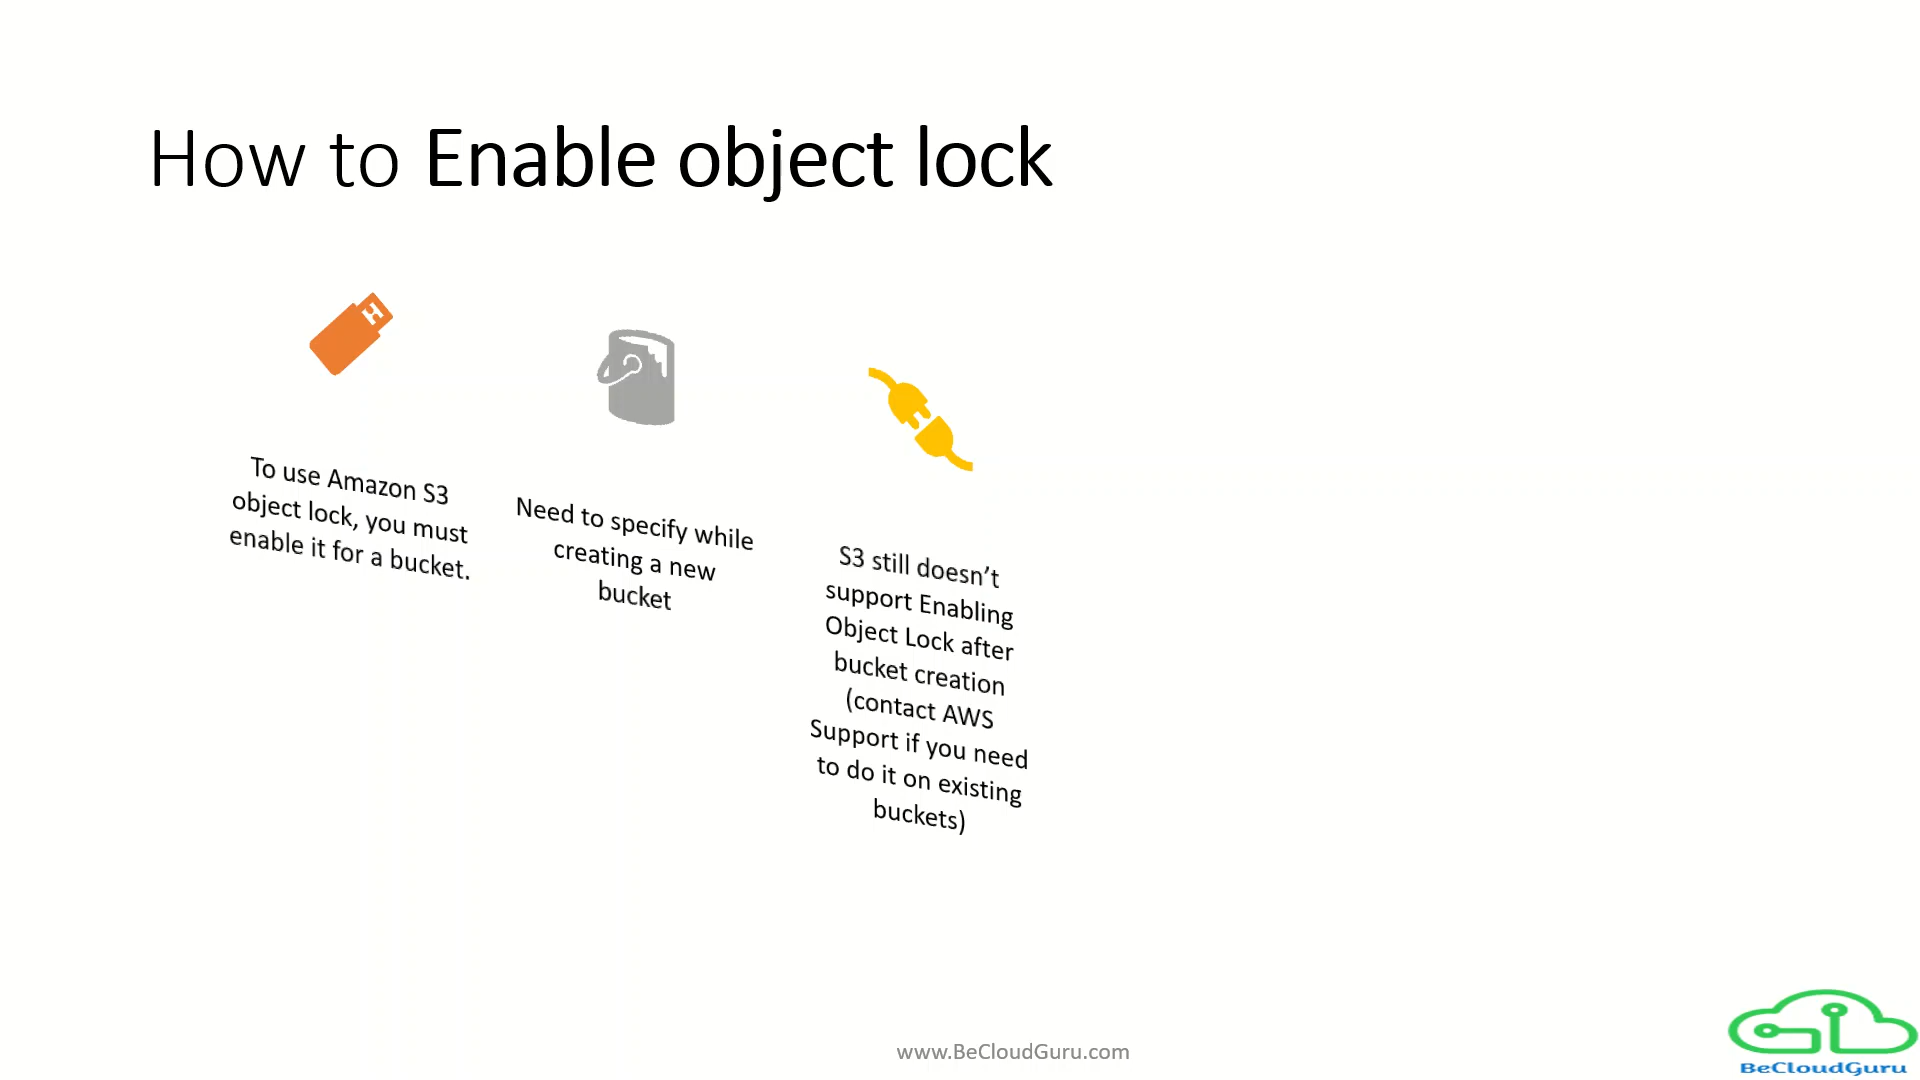 How to Enable object lock
To use Amazon S3
object lock, you must
enable it for a bucket.
Need to specify while
creating a new
bucket
S3 still doesn’t
support Enabling
Object Lock after
bucket creation
(contact AWS
Support if you need
to do it on existing
buckets)
www.BeCloudGuru.com
BeCloudGuru